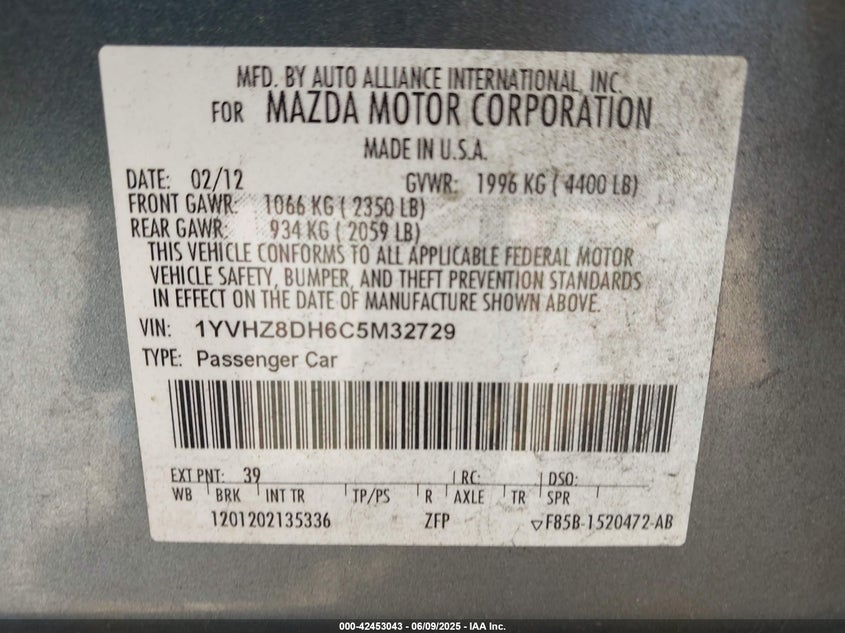 MFD. BY AUTO ALLIANCE INTERNATIONAL, INC.
FOR MAZDA MOTOR CORPORATION
MADE IN U.S.A.
DATE: 02/12 GVWR: 1996 KG ( 4400 LB)
FRONT GAWR: 1066 KG ( 2350 LB)
REAR GAWR: 934 KG ( 2059 LB)
THIS VEHICLE CONFORMS TO ALL APPLICABLE FEDERAL MOTOR
VEHICLE SAFETY, BUMPER, AND THEFT PREVENTION STANDARDS
IN EFFECT ON THE DATE OF MANUFACTURE SHOWN ABOVE.
VIN: 1YVHZ8DH6C5M32729
TYPE: Passenger Car
EXT PNT: 39 RC: DSO:
WB BRK INT TR TP/PS R AXLE TR SPR
1201202135336 ZFP ▽F85B-1520472-AB
000-42453043 - 06/09/2025 - IAA Inc.